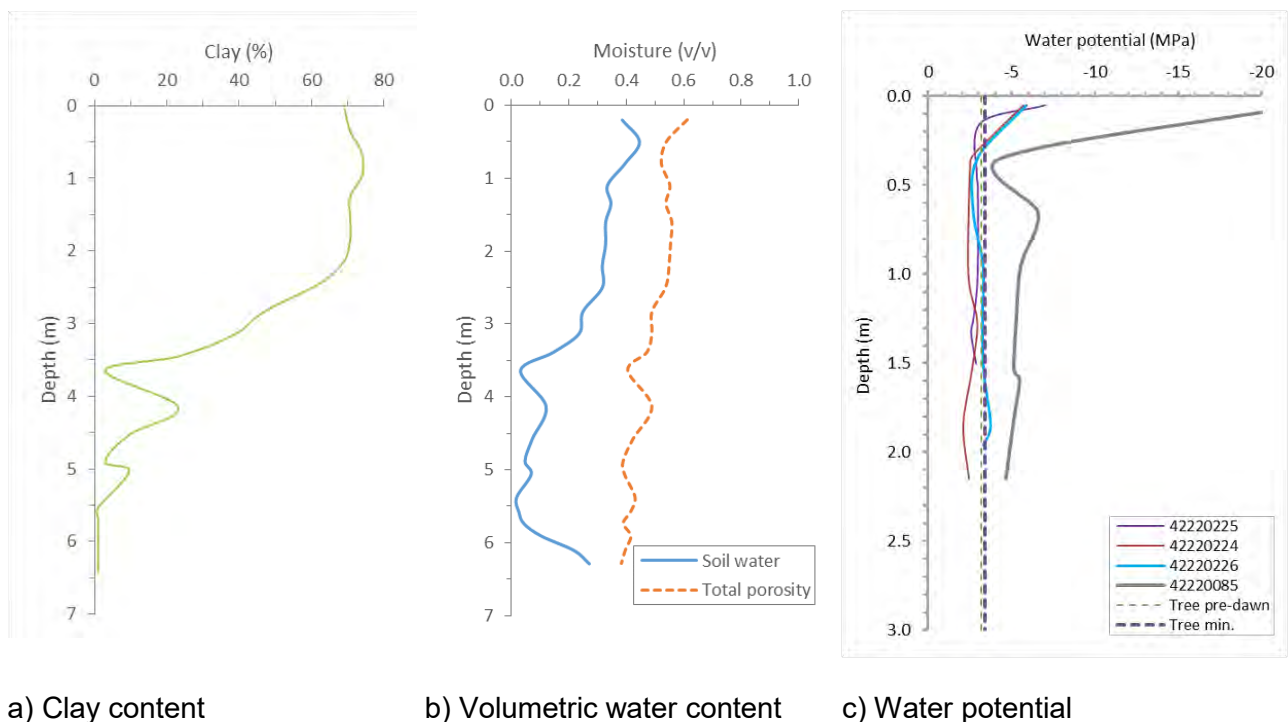 Clay (%)
0 20 40 60 80
0
1
2
3
4
5
6
7
Depth (m)
Moisture (v/v)
0.0 0.2 0.4 0.6 0.8 1.0
0
1
2
3
4
5
6
7
Depth (m)
Soil water
Total porosity
Water potential (MPa)
0 -5 -10 -15 -20
0.0
0.5
1.0
1.5
2.0
2.5
3.0
Depth (m)
42220225
42220224
42220226
42220085
Tree pre-dawn
Tree min.
a) Clay content
b) Volumetric water content
c) Water potential